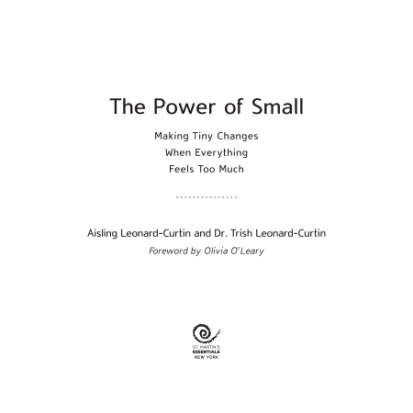 The Power of Small
Making Tiny Changes
When Everything
Feels Too Much
Aisling Leonard-Curtin and Dr. Trish Leonard-Curtin
Foreword by Olivia O'Leary
ST. MARTIN'S
ESSENTIALS
NEW YORK